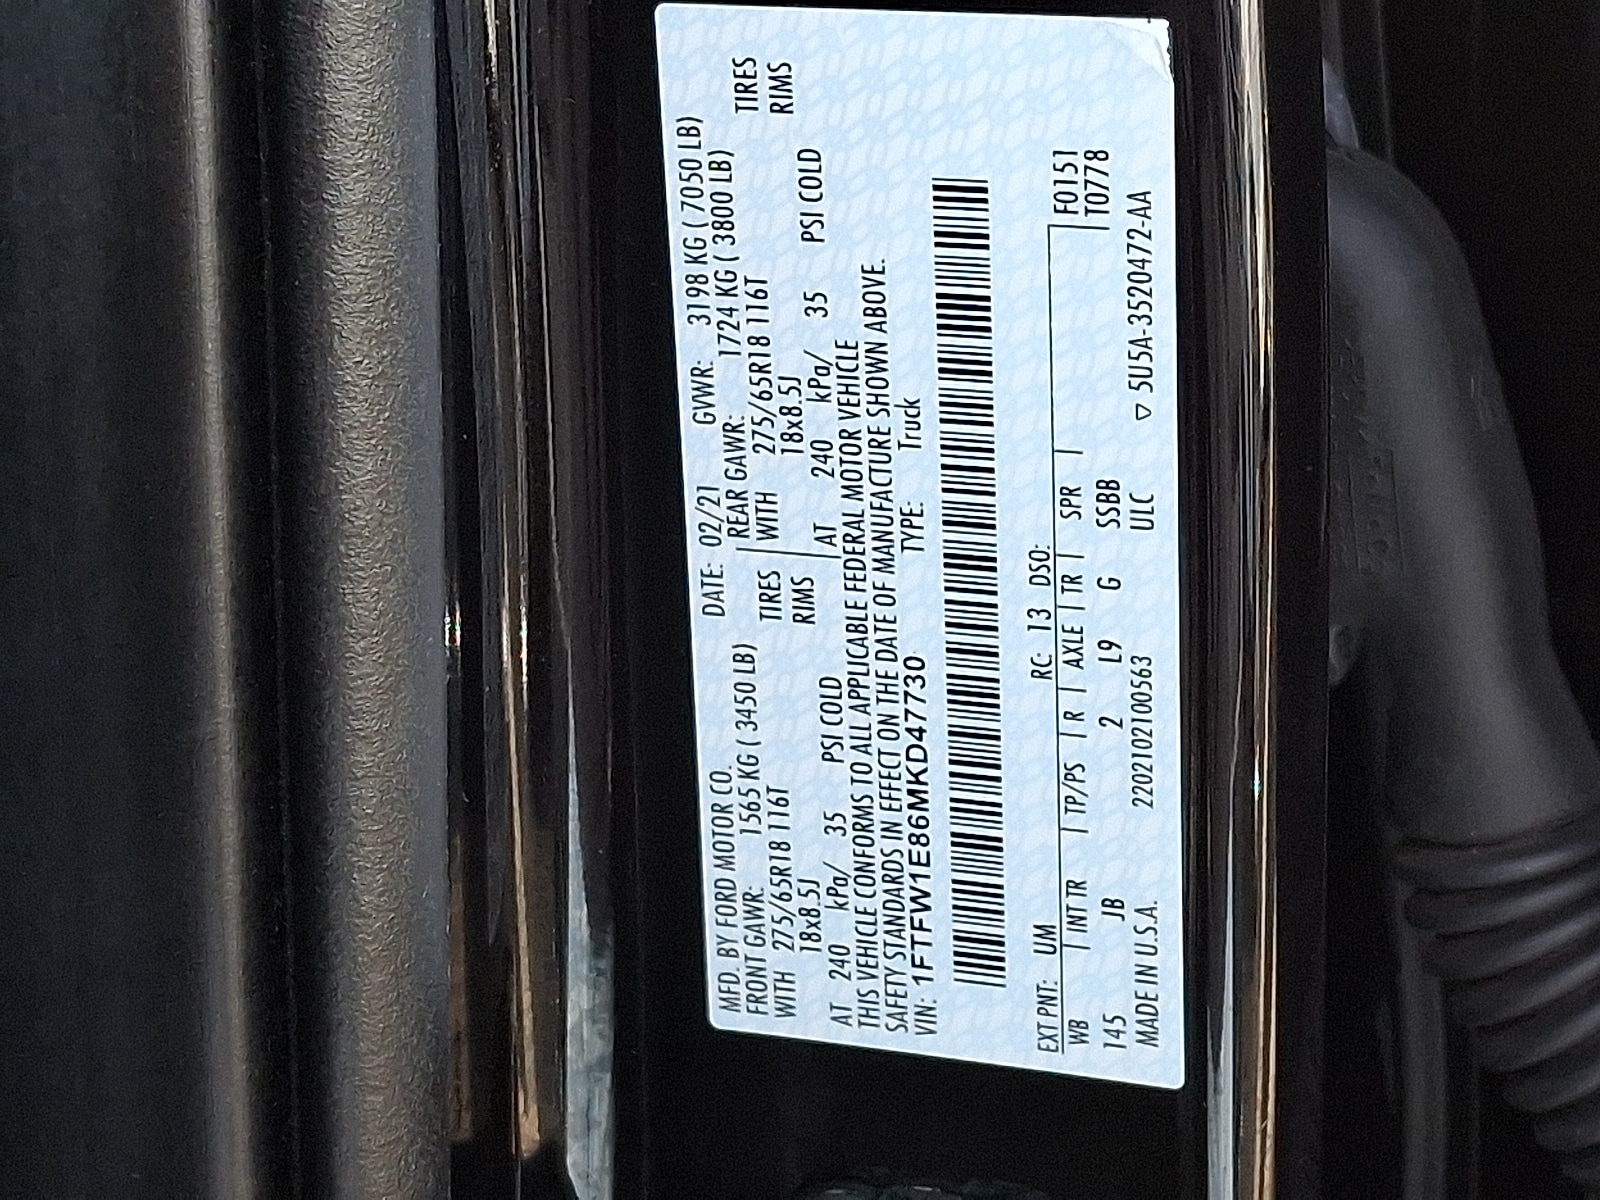 MFD. BY FORD MOTOR CO. DATE: 02/21 GVWR: 3198 KG ( 7050 LB)
FRONT GAWR: 1565 KG ( 3450 LB) REAR GAWR: 1724 KG ( 3800 LB)
WITH 275/65R18 116T TIRES WITH 275/65R18 116T TIRES
18x8.5J RIMS 18x8.5J RIMS
AT 240 kPa/ 35 PSI COLD AT 240 kPa/ 35 PSI COLD
THIS VEHICLE CONFORMS TO ALL APPLICABLE FEDERAL MOTOR VEHICLE
SAFETY STANDARDS IN EFFECT ON THE DATE OF MANUFACTURE SHOWN ABOVE.
VIN: 1FTFW1E86MKD47730 TYPE: Truck
EXT PNT: UM RC: 13 DSO: F0151
WB | INT TR | TP/PS | R | AXLE | TR | SPR | T0778
145 JB 2 L9 G SSBB
MADE IN U.S.A. 220210210​0563 ULC ▽ 5U5A-3520472-AA